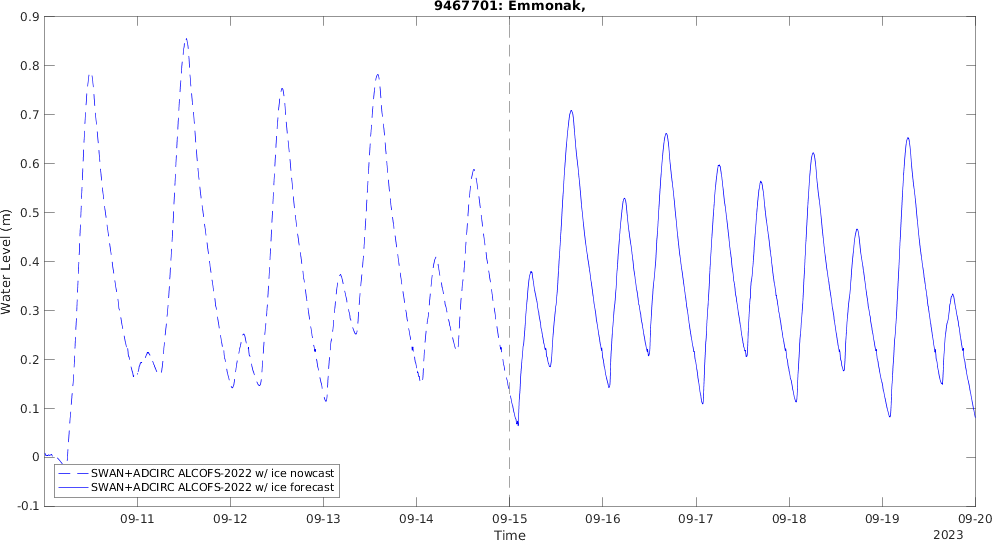 9467701: Emmonak,
0.9
0.8
0.7
0.6
0.5
0.4
0.3
0.2
0.1
0
-0.1
Water Level (m)
SWAN+ADCIRC ALCOFS-2022 w/ ice nowcast
SWAN+ADCIRC ALCOFS-2022 w/ ice forecast
09-11 09-12 09-13 09-14 09-15 09-16 09-17 09-18 09-19 09-20
Time
2023